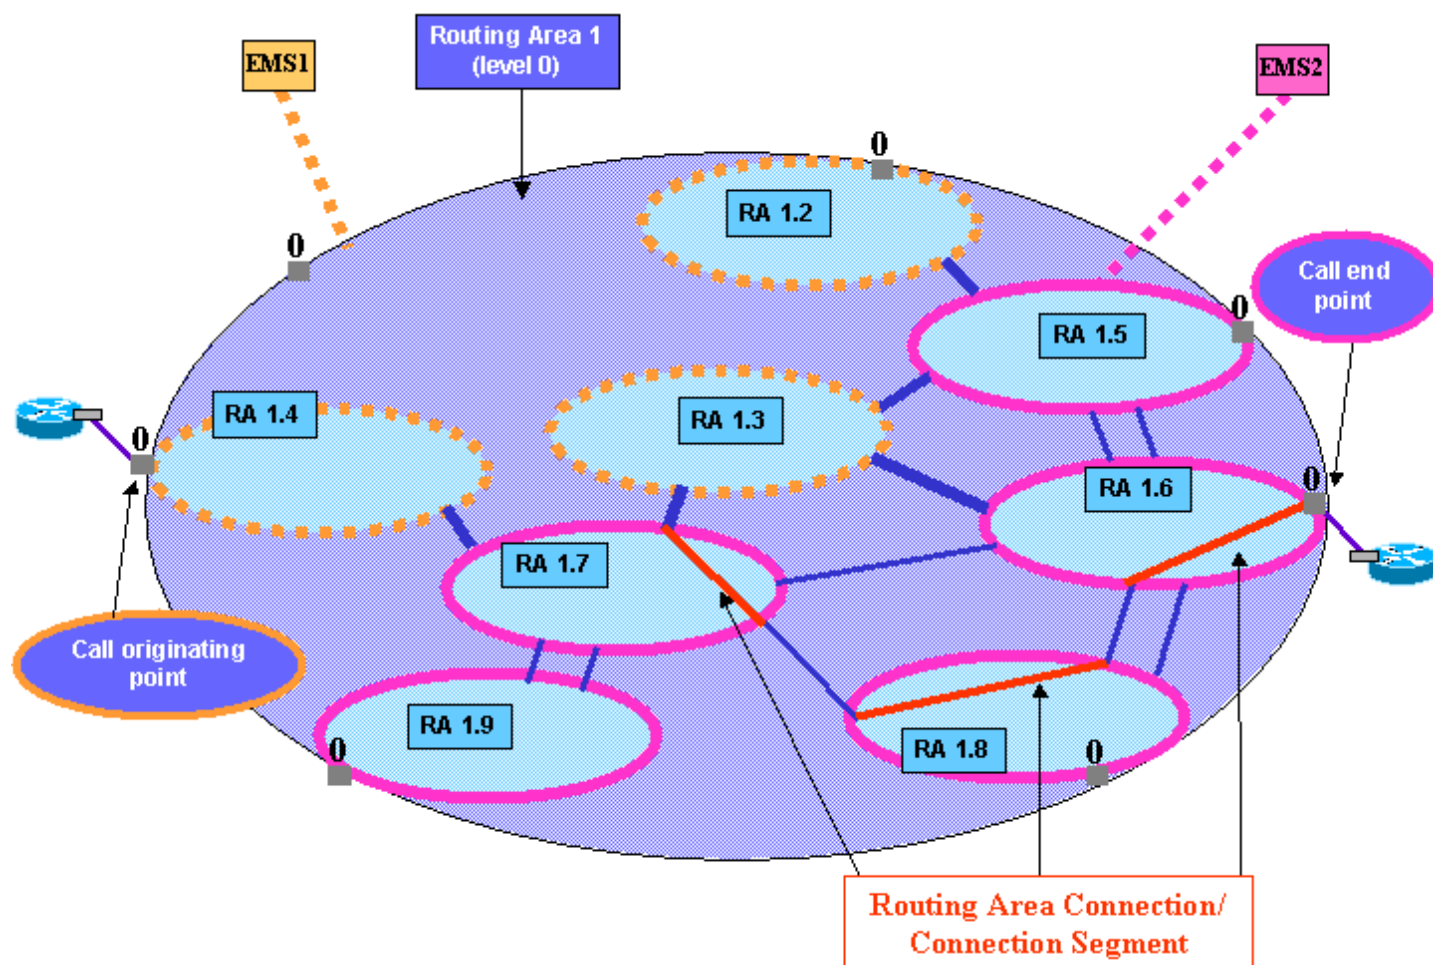 Routing Area 1
(level 0)
EMS1
EMS2
0
RA 1.2
0
Call end
point
0
RA 1.5
RA 1.4
RA 1.3
0
RA 1.6
0
RA 1.7
Call originating
point
RA 1.9
0
RA 1.8
0
Routing Area Connection/
Connection Segment